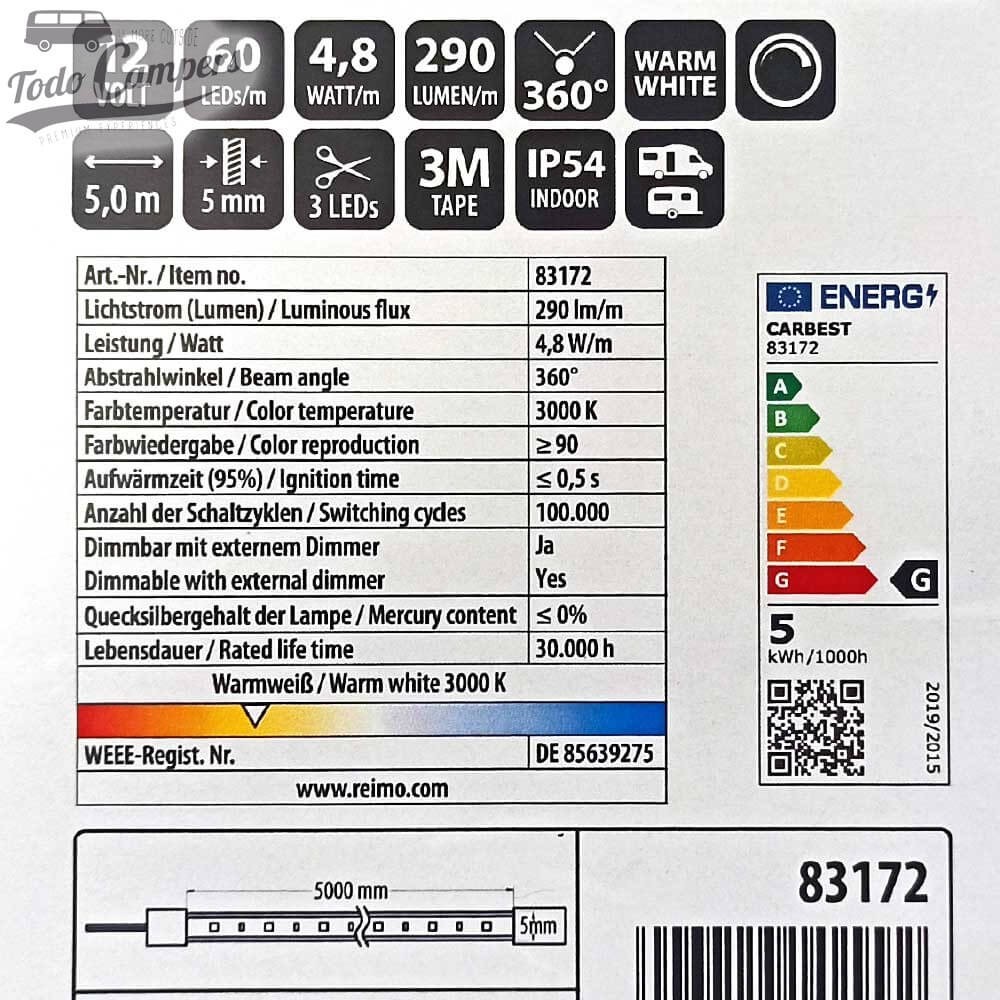 BE MORE OUTSIDE
Todo Campers
PREMIUM EXPERIENCES
12 VOLT
60 LEDs/m
4,8 WATT/m
290 LUMEN/m
360°
WARM WHITE
5,0 m
5 mm
3 LEDs
3M TAPE
IP54 INDOOR
Art.-Nr. / Item no. 83172
Lichtstrom (Lumen) / Luminous flux 290 lm/m
Leistung / Watt 4,8 W/m
Abstrahlwinkel / Beam angle 360°
Farbtemperatur / Color temperature 3000 K
Farbwiedergabe / Color reproduction ≥ 90
Aufwärmzeit (95%) / Ignition time ≤ 0,5 s
Anzahl der Schaltzyklen / Switching cycles 100.000
Dimmbar mit externem Dimmer Ja
Dimmable with external dimmer Yes
Quecksilbergehalt der Lampe / Mercury content ≤ 0%
Lebensdauer / Rated life time 30.000 h
Warmweiß / Warm white 3000 K
WEEE-Regist. Nr. DE 85639275
www.reimo.com
ENERG
CARBEST
83172
A
B
C
D
E
F
G G
5
kWh/1000h
2019/2015
5000 mm
5mm
83172